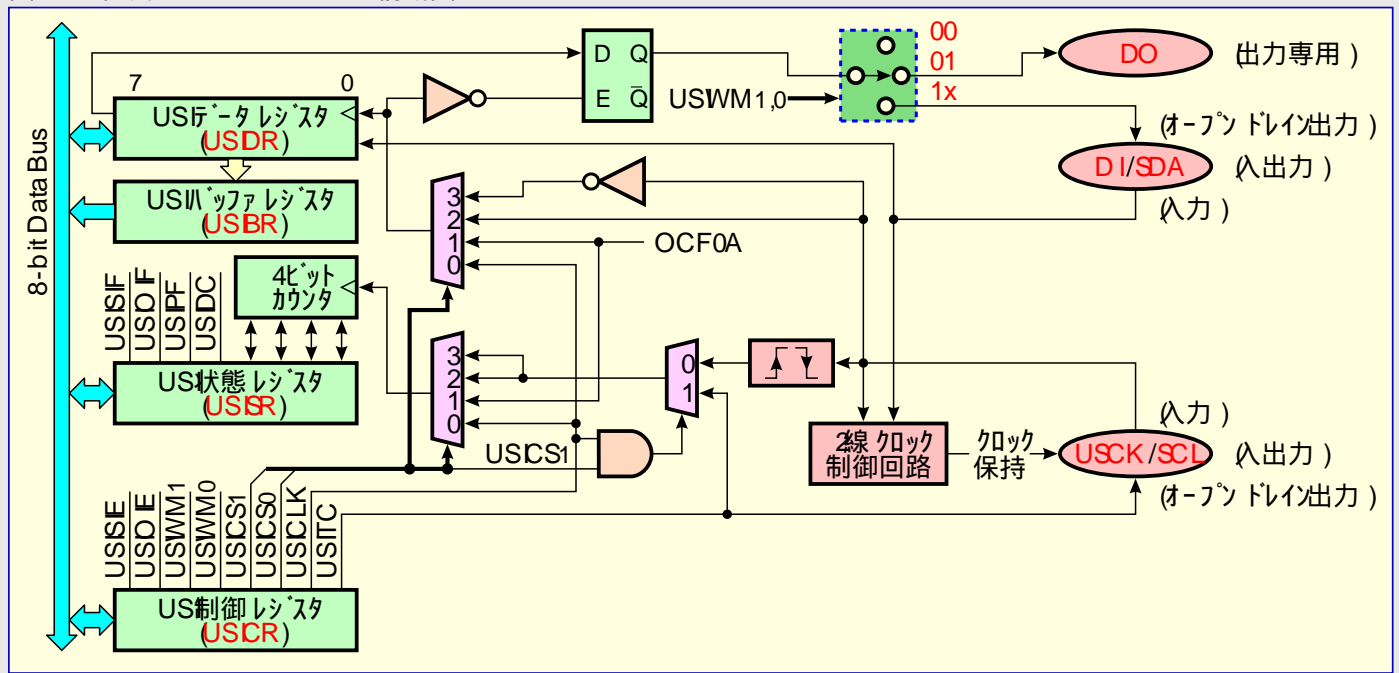 8-bit Data Bus
7
0
USIデータ レジスタ
(USIDR)
D Q
E Q̅
USIWM1,0
00
01
1x
DO
(出力専用)
(オープン ドレイン出力)
DI/SDA
(入出力)
(入力)
USIバッファ レジスタ
(USIBR)
3
2
1
0
OCF0A
4ビット
カウンタ
USISIF
USIOIF
USIPF
USIDC
USI状態レジスタ
(USISR)
3
2
1
0
0
1
USICS1
2線 クロック
制御回路
クロック
保持
(入力)
USCK/SCL
(入出力)
(オープン ドレイン出力)
USISIE
USIOIE
USIWM1
USIWM0
USICS1
USICS0
USICLK
USITC
USI制御レジスタ
(USICR)